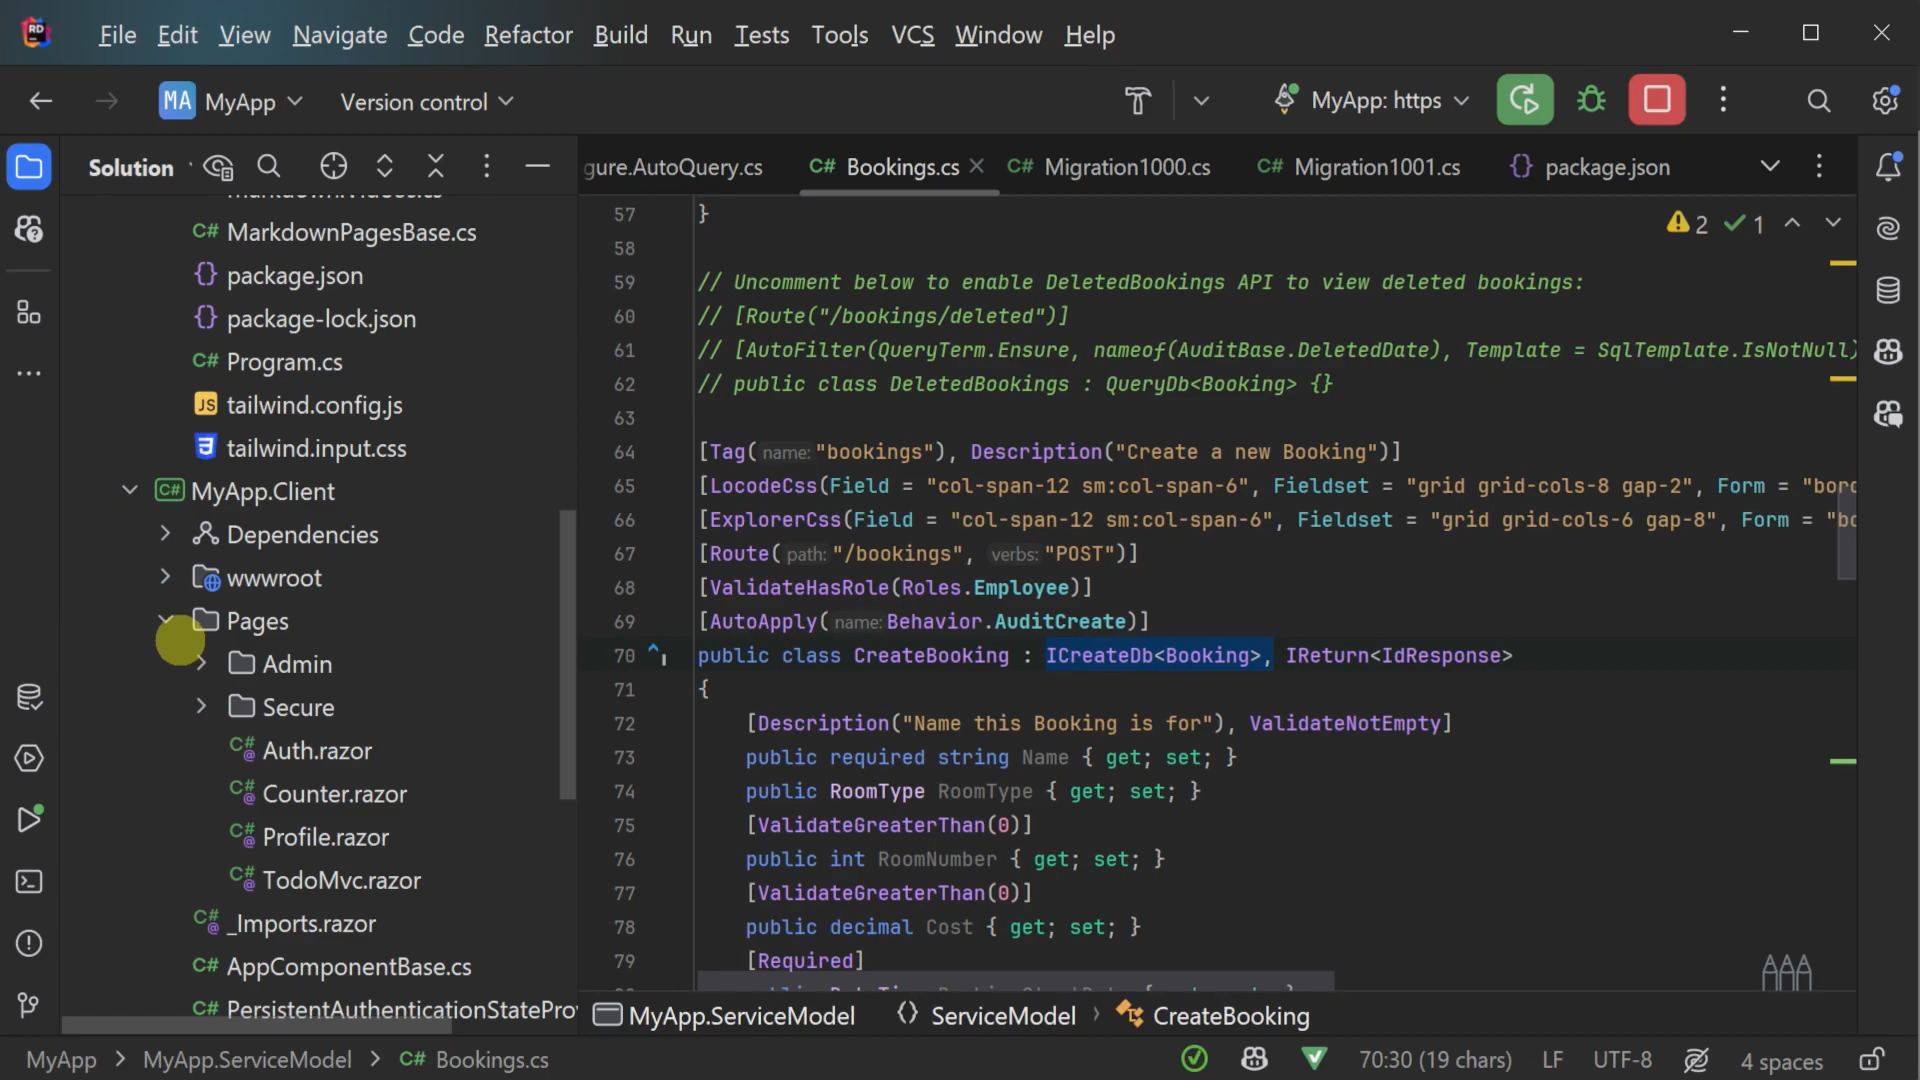 RD File Edit View Navigate Code Refactor Build Run Tests Tools VCS Window Help
MA MyApp Version control MyApp: https
Solution
MarkdownPagesBase.cs
package.json
package-lock.json
Program.cs
tailwind.config.js
tailwind.input.css
MyApp.Client
Dependencies
wwwroot
Pages
Admin
Secure
Auth.razor
Counter.razor
Profile.razor
TodoMvc.razor
_Imports.razor
AppComponentBase.cs
PersistentAuthenticationStatePro
gure.AutoQuery.cs C# Bookings.cs C# Migration1000.cs C# Migration1001.cs {} package.json
2 1
57 }
58
59 // Uncomment below to enable DeletedBookings API to view deleted bookings:
60 // [Route("/bookings/deleted")]
61 // [AutoFilter(QueryTerm.Ensure, nameof(AuditBase.DeletedDate), Template = SqlTemplate.IsNotNull)
62 // public class DeletedBookings : QueryDb<Booking> {}
63
64 [Tag( name: "bookings"), Description("Create a new Booking")]
65 [LocodeCss(Field = "col-span-12 sm:col-span-6", Fieldset = "grid grid-cols-8 gap-2", Form = "bord
66 [ExplorerCss(Field = "col-span-12 sm:col-span-6", Fieldset = "grid grid-cols-6 gap-8", Form = "bo
67 [Route( path: "/bookings", verbs: "POST")]
68 [ValidateHasRole(Roles.Employee)]
69 [AutoApply( name: Behavior.AuditCreate)]
70 public class CreateBooking : ICreateDb<Booking>, IReturn<IdResponse>
71 {
72 [Description("Name this Booking is for"), ValidateNotEmpty]
73 public required string Name { get; set; }
74 public RoomType RoomType { get; set; }
75 [ValidateGreaterThan(0)]
76 public int RoomNumber { get; set; }
77 [ValidateGreaterThan(0)]
78 public decimal Cost { get; set; }
79 [Required]
MyApp.ServiceModel ServiceModel CreateBooking
MyApp > MyApp.ServiceModel > C# Bookings.cs 70:30 (19 chars) LF UTF-8 4 spaces